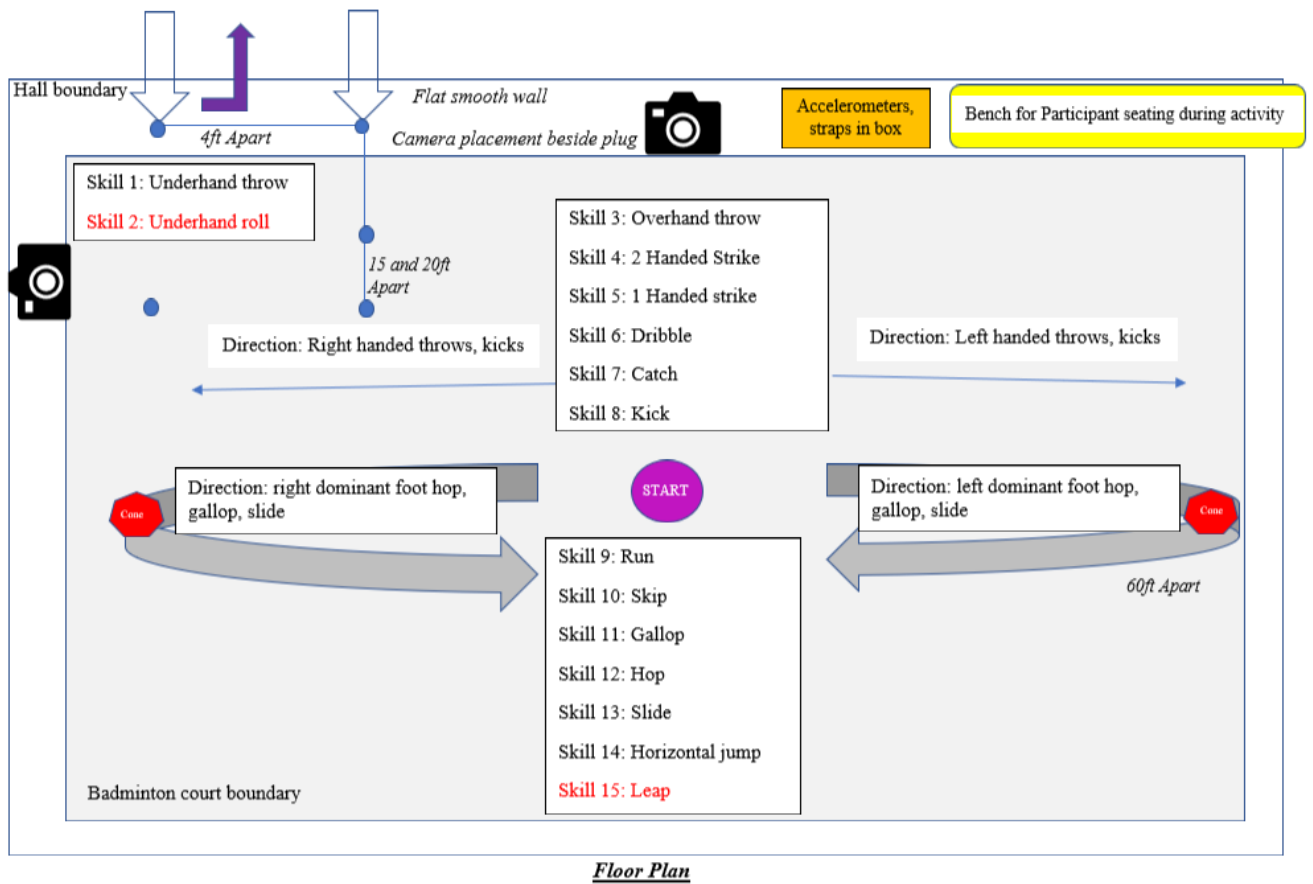 Hall boundary
Flat smooth wall
4ft Apart
Camera placement beside plug
Accelerometers,
straps in box
Bench for Participant seating during activity
Skill 1: Underhand throw
Skill 2: Underhand roll
15 and 20ft
Apart
Skill 3: Overhand throw
Skill 4: 2 Handed Strike
Skill 5: 1 Handed strike
Skill 6: Dribble
Skill 7: Catch
Skill 8: Kick
Direction: Right handed throws, kicks
Direction: Left handed throws, kicks
Cone
Direction: right dominant foot hop,
gallop, slide
START
Direction: left dominant foot hop,
gallop, slide
Cone
60ft Apart
Skill 9: Run
Skill 10: Skip
Skill 11: Gallop
Skill 12: Hop
Skill 13: Slide
Skill 14: Horizontal jump
Skill 15: Leap
Badminton court boundary
Floor Plan